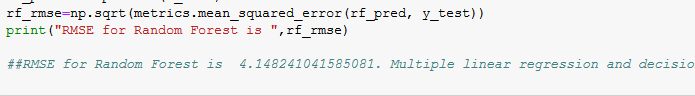 rf_rmse=np.sqrt(metrics.mean_squared_error(rf_pred, y_test))
print("RMSE for Random Forest is ",rf_rmse)
##RMSE for Random Forest is  4.148241041585081. Multiple linear regression and decisio